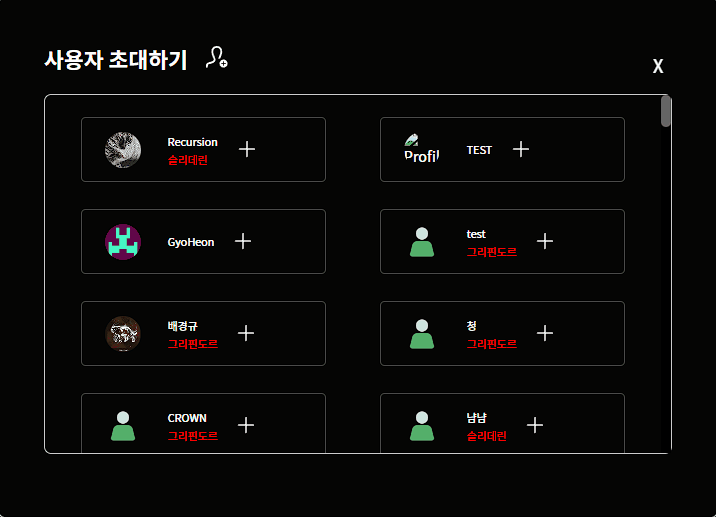 사용자 초대하기
X
Recursion
슬리데린
Profil
TEST
GyoHeon
test
그리핀도르
배경규
그리핀도르
청
그리핀도르
CROWN
그리핀도르
냠냠
슬리데린